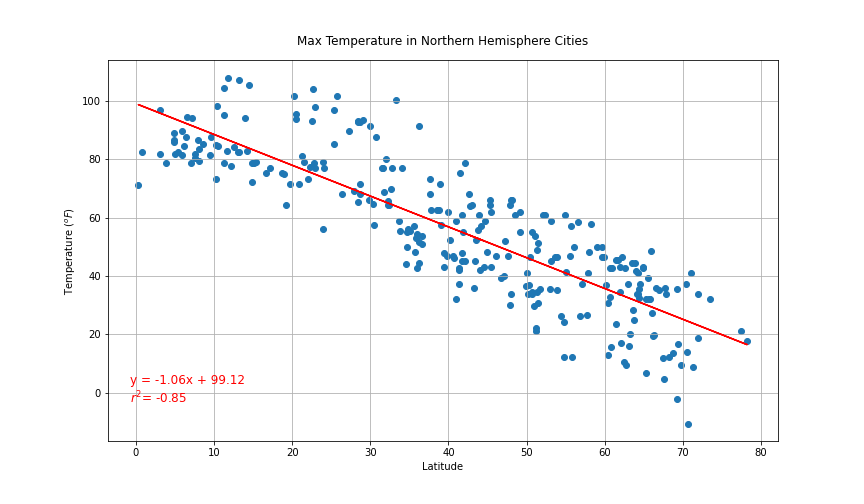 Max Temperature in Northern Hemisphere Cities
100
80
60
40
20
0
Temperature (°F)
y = -1.06x + 99.12
r²= -0.85
0 10 20 30 40 50 60 70 80
Latitude